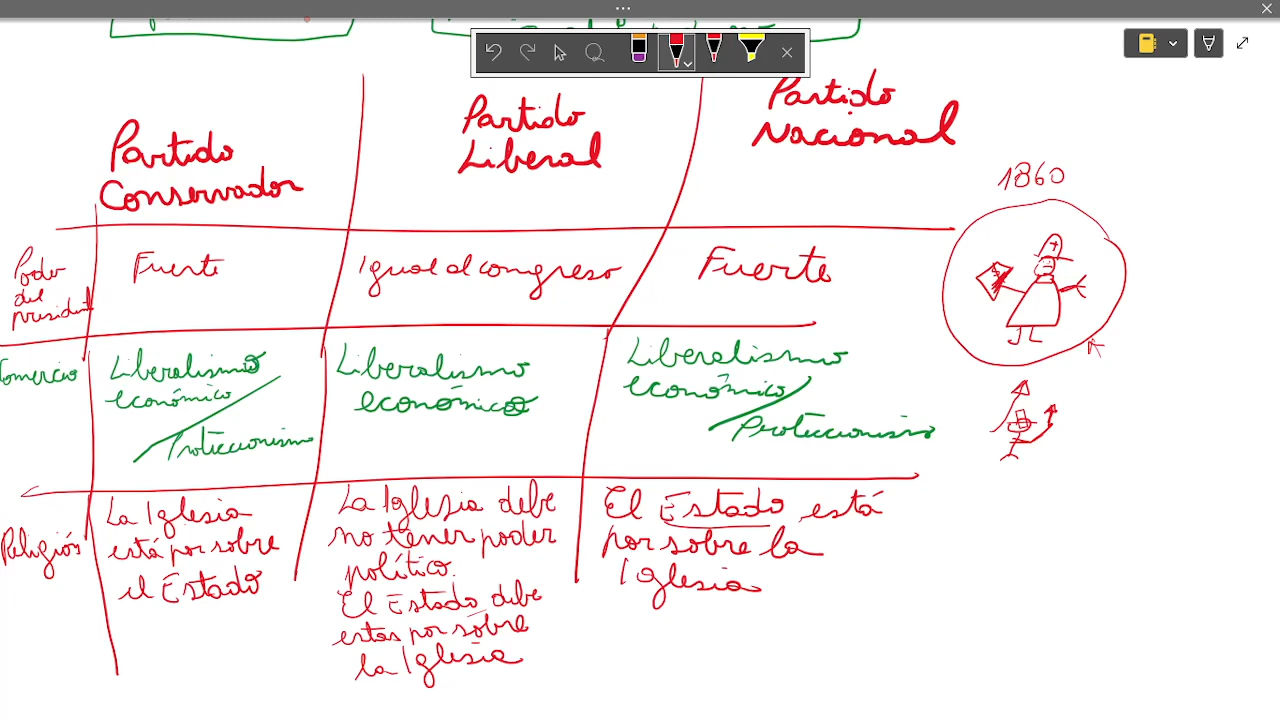 Partido
Conservador
Partido
Liberal
Partido
Nacional
1860
Poder
del
president
Fuerte
Igual al congreso
Fuerte
Comercio
Liberalismo
económico
Proteccionismo
Liberalismo
económico
Liberalismo
económico
Proteccionismo
Religión
La Iglesia
está por sobre
el Estado
La Iglesia debe
no tener poder
político.
El Estado debe
estas por sobre
la Iglesia
El Estado está
por sobre la
Iglesia